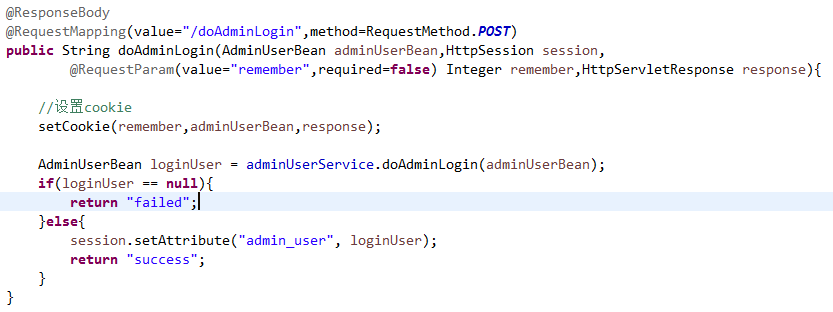 @ResponseBody
@RequestMapping(value="/doAdminLogin",method=RequestMethod.POST)
public String doAdminLogin(AdminUserBean adminUserBean,HttpSession session,
@RequestParam(value="remember",required=false) Integer remember,HttpServletResponse response){
//设置cookie
setCookie(remember,adminUserBean,response);
AdminUserBean loginUser = adminUserService.doAdminLogin(adminUserBean);
if(loginUser == null){
return "failed";
}else{
session.setAttribute("admin_user", loginUser);
return "success";
}
}